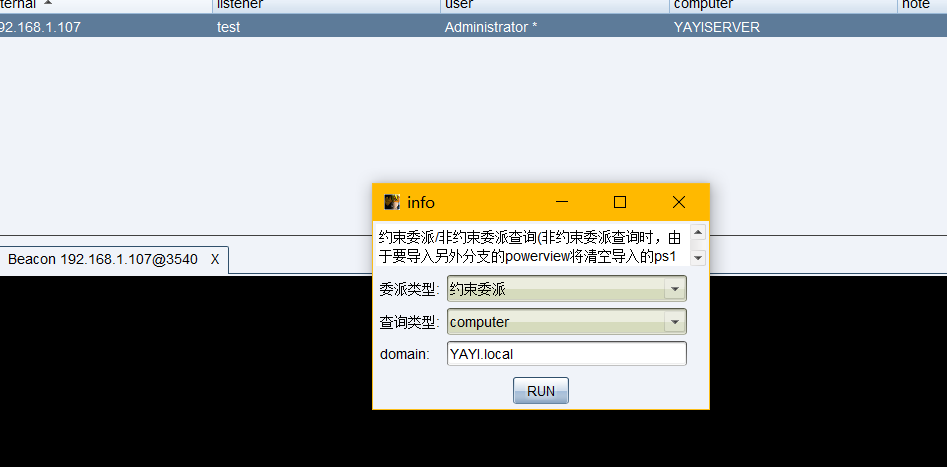 ternal listener user computer note
92.168.1.107 test Administrator * YAYISERVER
info
约束委派/非约束委派查询(非约束委派查询时，由
于要导入另外分支的powerview将清空导入的ps1
Beacon 192.168.1.107@3540 X
委派类型: 约束委派
查询类型: computer
domain: YAYI.local
RUN